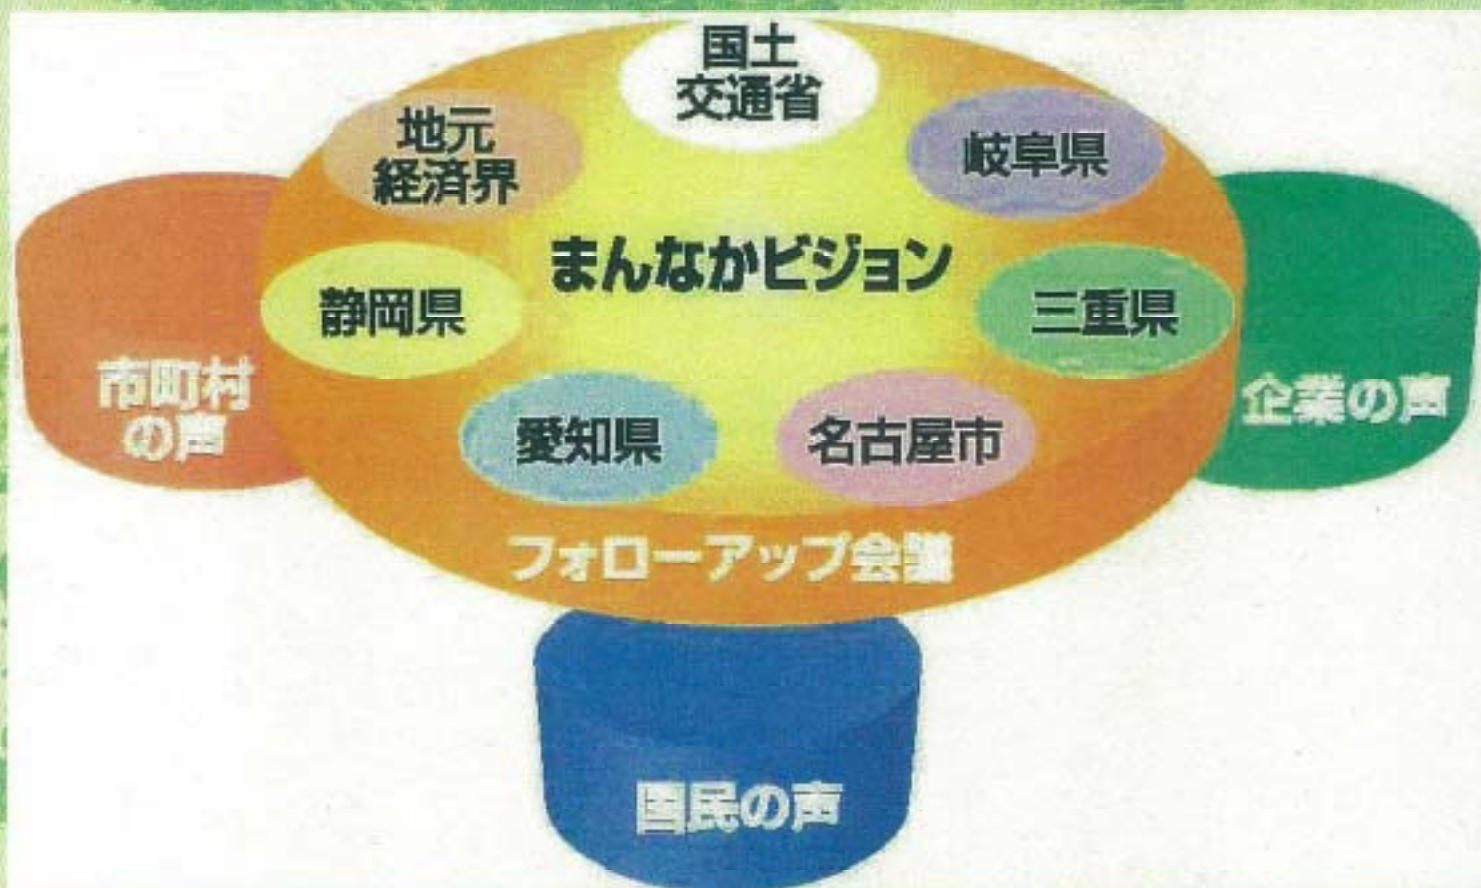 国土
交通省
地元
経済界
岐阜県
まんなかビジョン
静岡県
三重県
市町村
の声
企業の声
愛知県
名古屋市
フォローアップ会議
国民の声